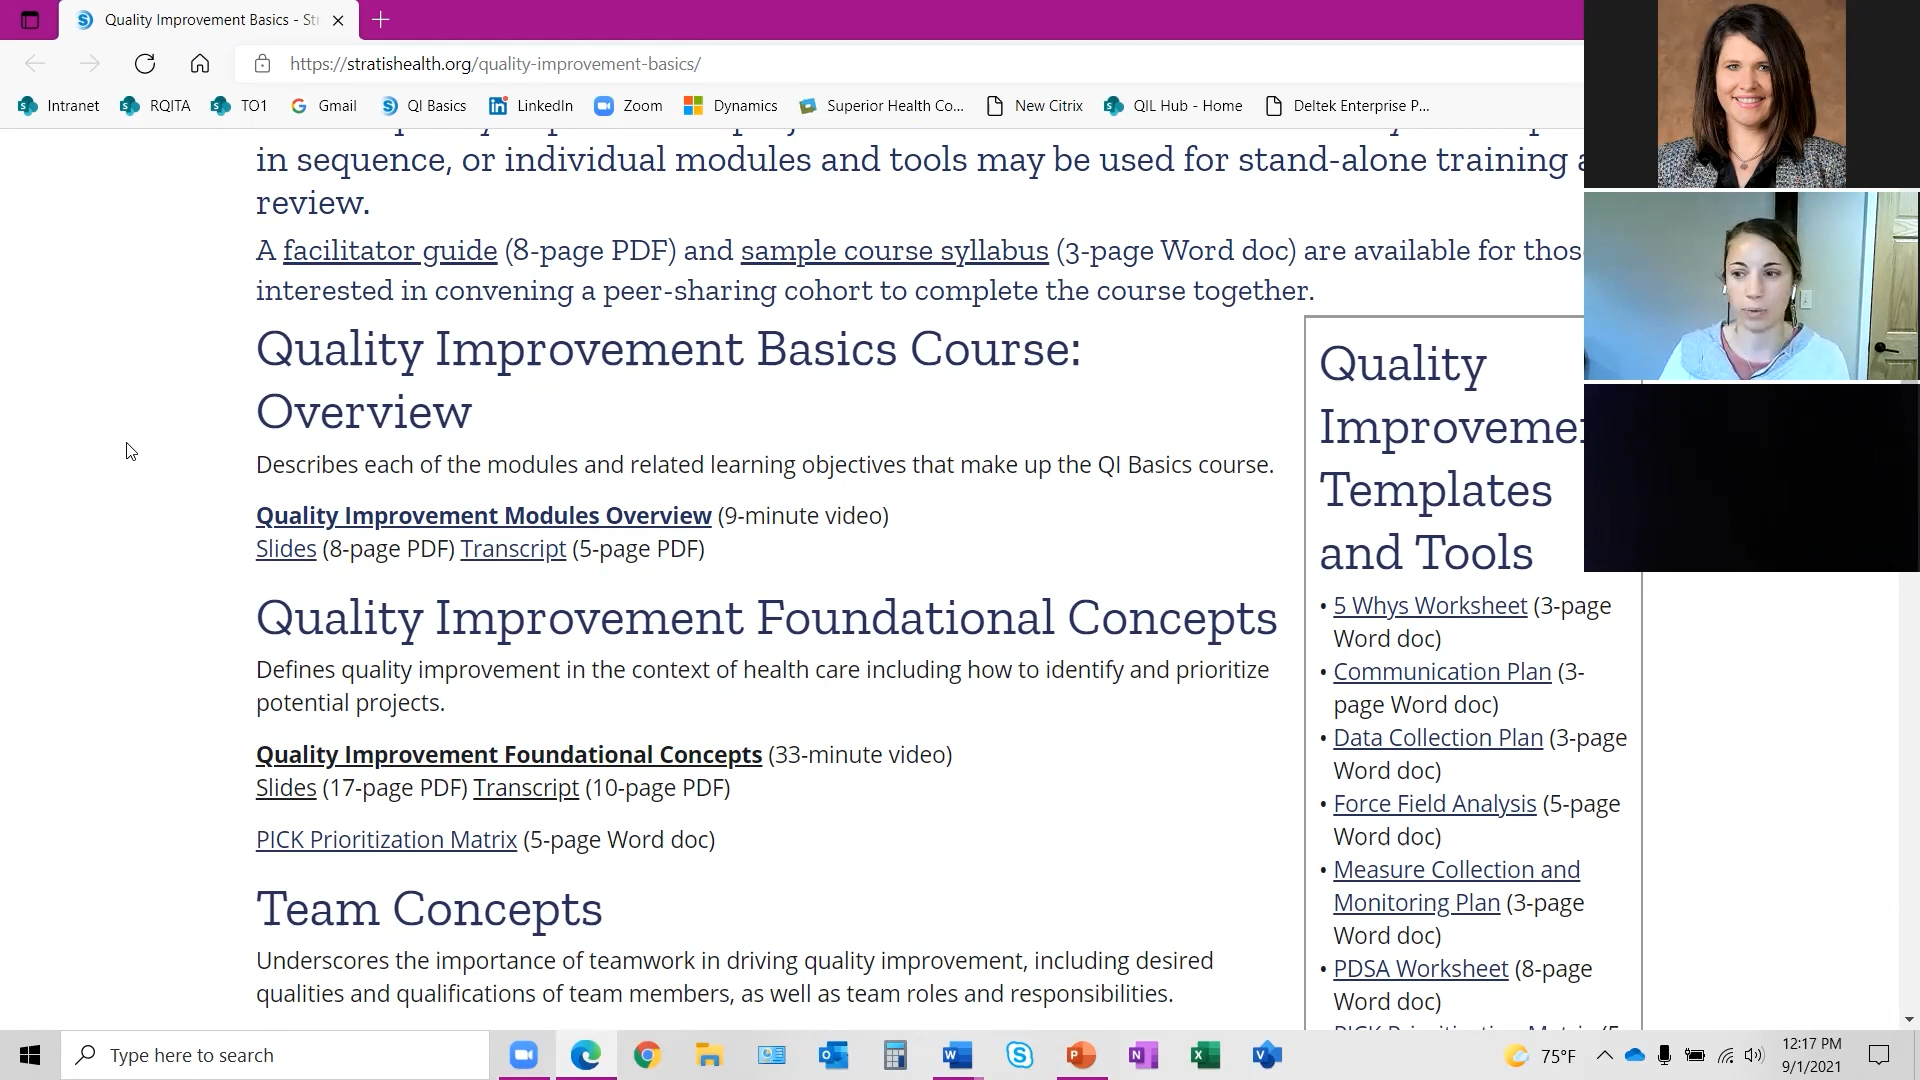 Quality Improvement Basics - St
https://stratishealth.org/quality-improvement-basics/
Intranet RQITA TO1 Gmail QI Basics LinkedIn Zoom Dynamics Superior Health Co... New Citrix QIL Hub - Home Deltek Enterprise P...
in sequence, or individual modules and tools may be used for stand-alone training
review.
A facilitator guide (8-page PDF) and sample course syllabus (3-page Word doc) are available for
interested in convening a peer-sharing cohort to complete the course together.
Quality Improvement Basics Course:
Overview
Describes each of the modules and related learning objectives that make up the QI Basics course.
Quality Improvement Modules Overview (9-minute video)
Slides (8-page PDF) Transcript (5-page PDF)
Quality Improvement Foundational Concepts
Defines quality improvement in the context of health care including how to identify and prioritize
potential projects.
Quality Improvement Foundational Concepts (33-minute video)
Slides (17-page PDF) Transcript (10-page PDF)
PICK Prioritization Matrix (5-page Word doc)
Team Concepts
Underscores the importance of teamwork in driving quality improvement, including desired
qualities and qualifications of team members, as well as team roles and responsibilities.
Quality
Improveme
Templates
and Tools
• 5 Whys Worksheet (3-page
Word doc)
• Communication Plan (3-
page Word doc)
• Data Collection Plan (3-page
Word doc)
• Force Field Analysis (5-page
Word doc)
• Measure Collection and
Monitoring Plan (3-page
Word doc)
• PDSA Worksheet (8-page
Word doc)
Type here to search
75°F
12:17 PM
9/1/2021